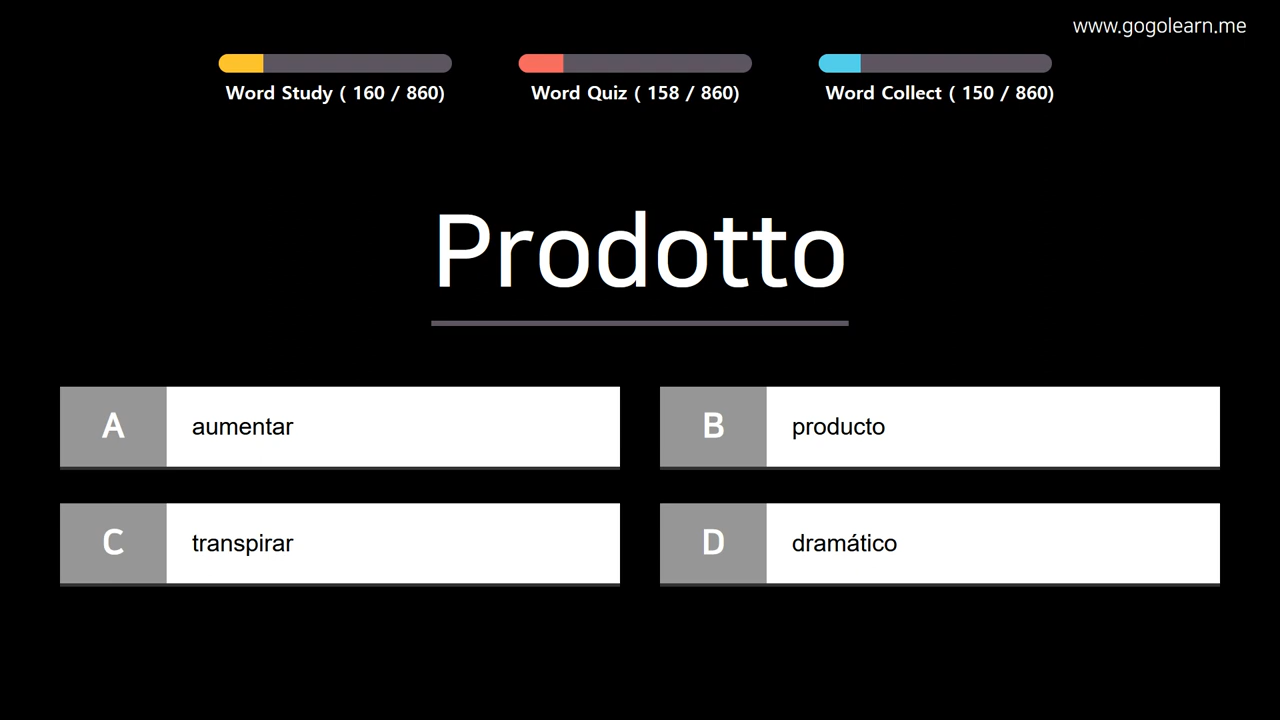 www.gogolearn.me
Word Study ( 160 / 860)
Word Quiz ( 158 / 860)
Word Collect ( 150 / 860)
Prodotto
A aumentar
B producto
C transpirar
D dramático